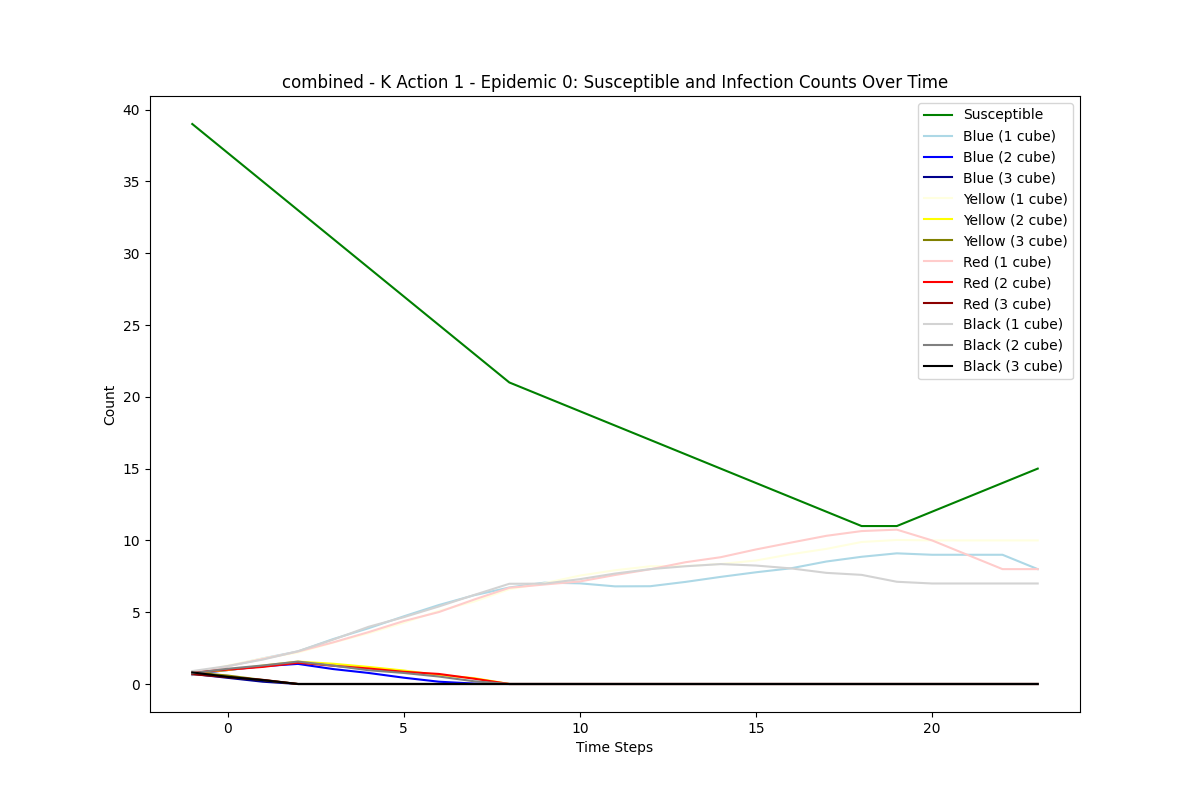 combined - K Action 1 - Epidemic 0: Susceptible and Infection Counts Over Time
40
35
30
25
20
15
10
5
0
Count
Susceptible
Blue (1 cube)
Blue (2 cube)
Blue (3 cube)
Yellow (1 cube)
Yellow (2 cube)
Yellow (3 cube)
Red (1 cube)
Red (2 cube)
Red (3 cube)
Black (1 cube)
Black (2 cube)
Black (3 cube)
0 5 10 15 20
Time Steps